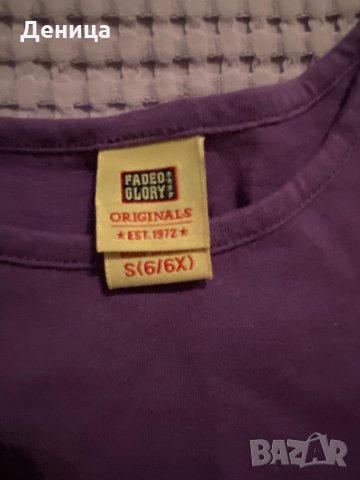 Деница
FADED
GLORY
ORIGINALS
★EST.1972★
S(6/6X)
BAZAR